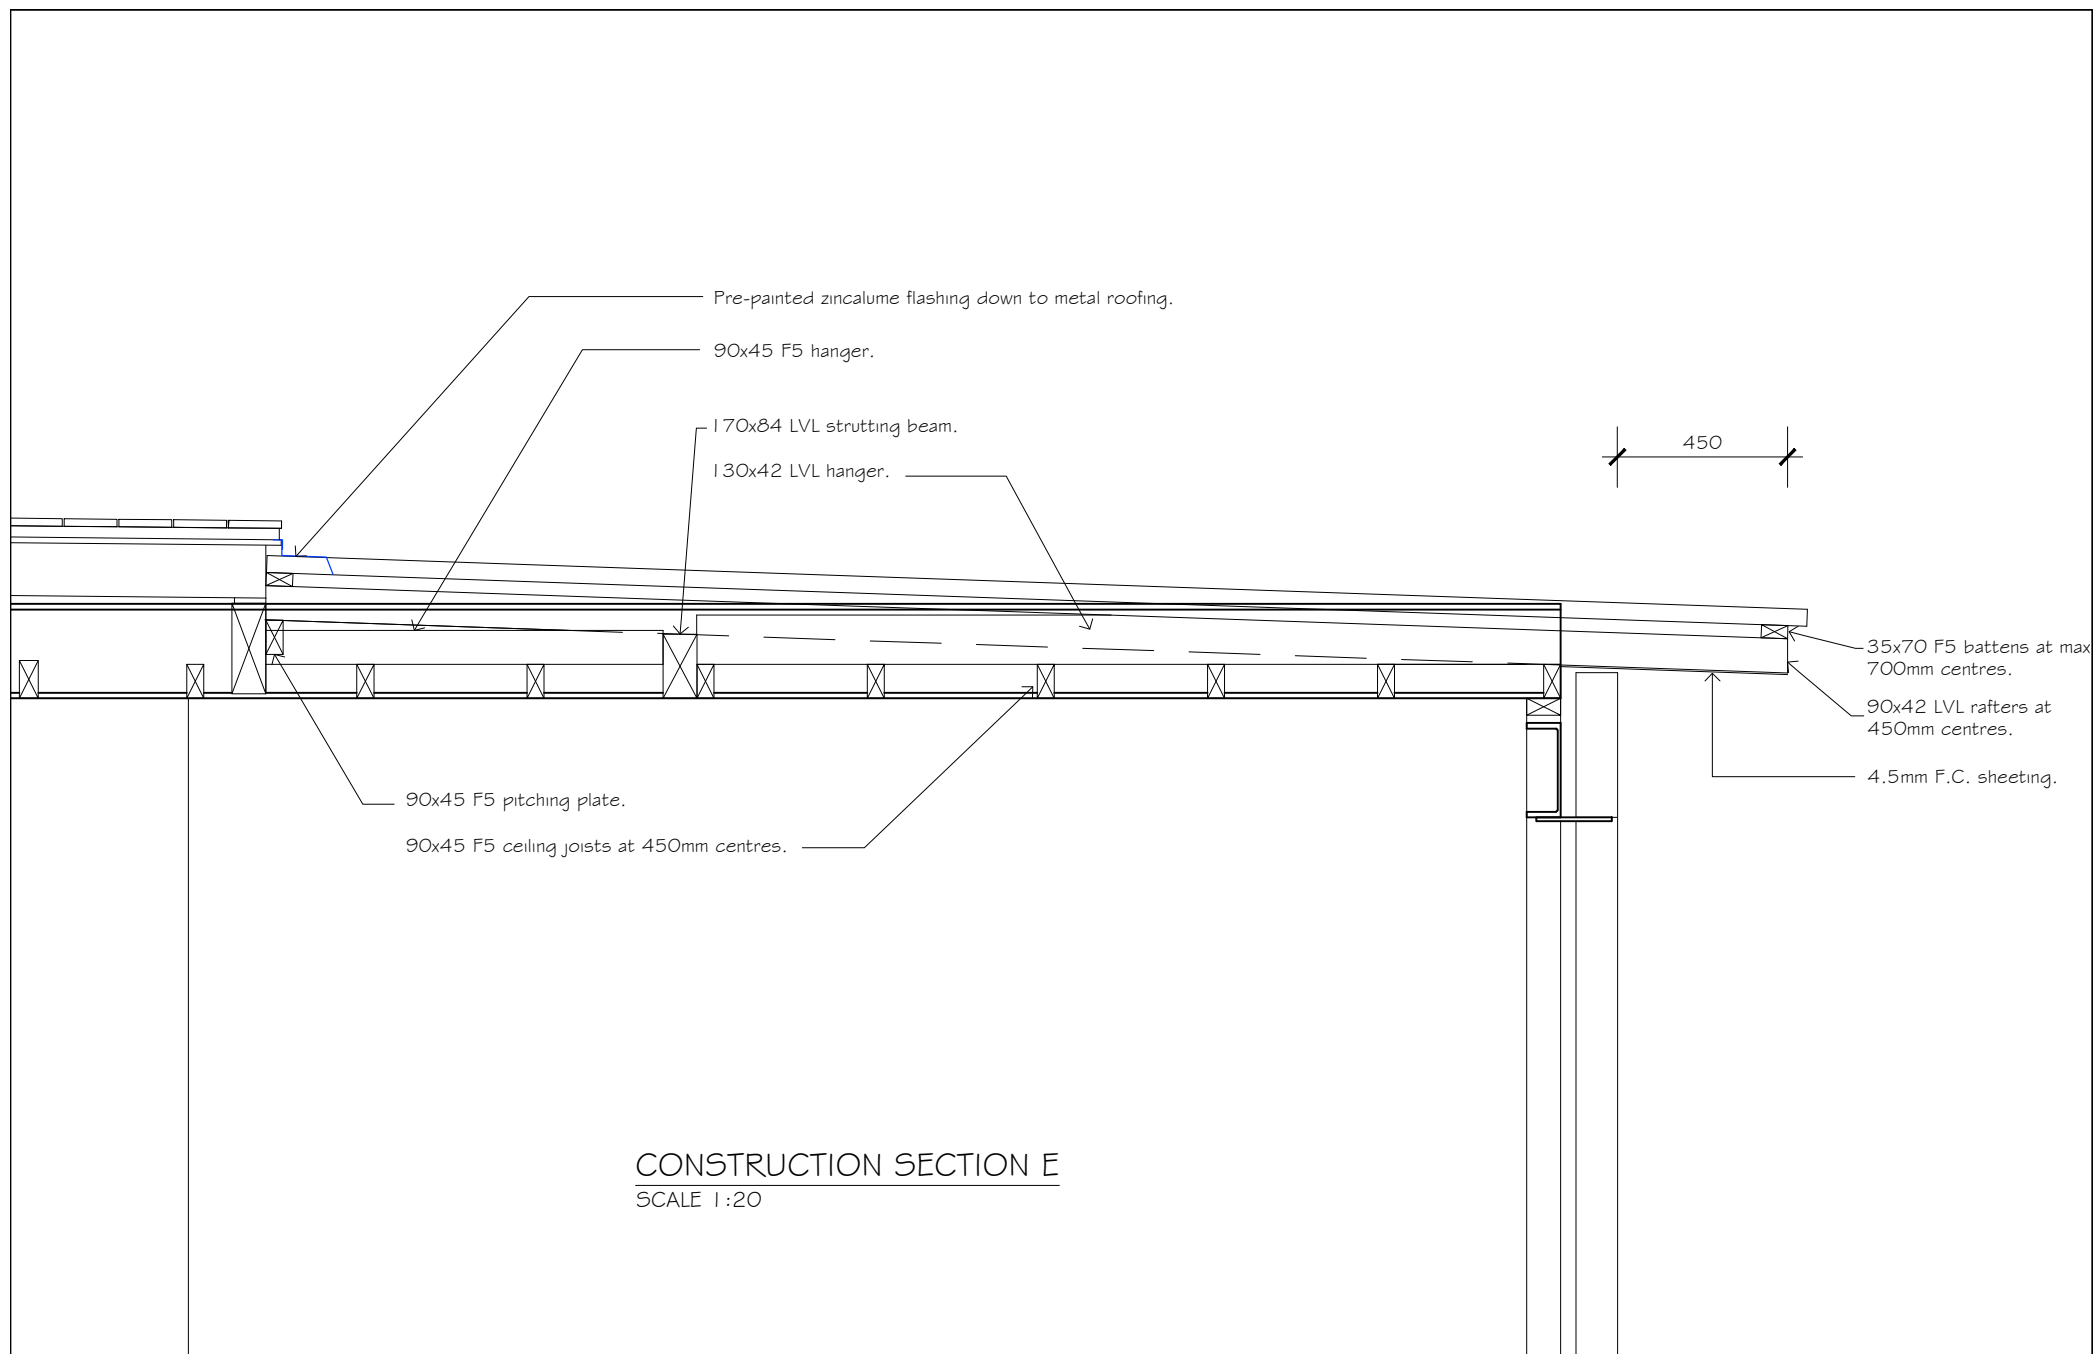 Pre-painted zincalume flashing down to metal roofing.
90x45 F5 hanger.
170x84 LVL strutting beam.
130x42 LVL hanger.
450
35x70 F5 battens at max
700mm centres.
90x42 LVL rafters at
450mm centres.
4.5mm F.C. sheeting.
90x45 F5 pitching plate.
90x45 F5 ceiling joists at 450mm centres.
CONSTRUCTION SECTION E
SCALE 1:20